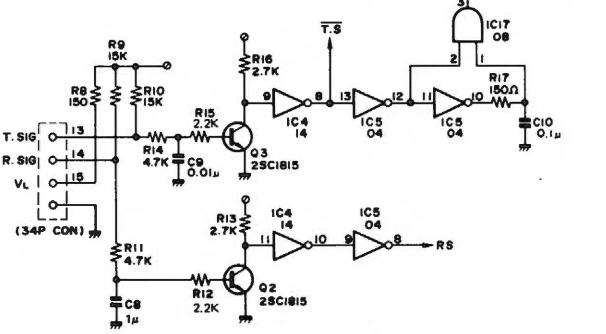 3
IC17
08
2
1
T.S
R9
15K
R16
2.7K
R8
150
R10
15K
R15
2.2K
9
8
13
12
11
10
R17
150Ω
IC4
14
IC5
04
IC5
04
C10
0.1μ
T. SIG
13
R14
4.7K
C9
0.01μ
Q3
2SC1815
R. SIG
14
VL
15
(34P CON)
R13
2.7K
IC4
14
IC5
04
11
10
9
8
RS
R11
4.7K
R12
2.2K
Q2
2SC1815
C8
1μ